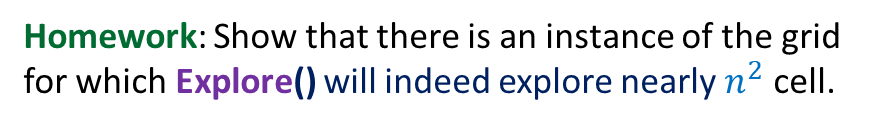 Homework: Show that there is an instance of the grid
for which Explore() will indeed explore nearly n² cell.